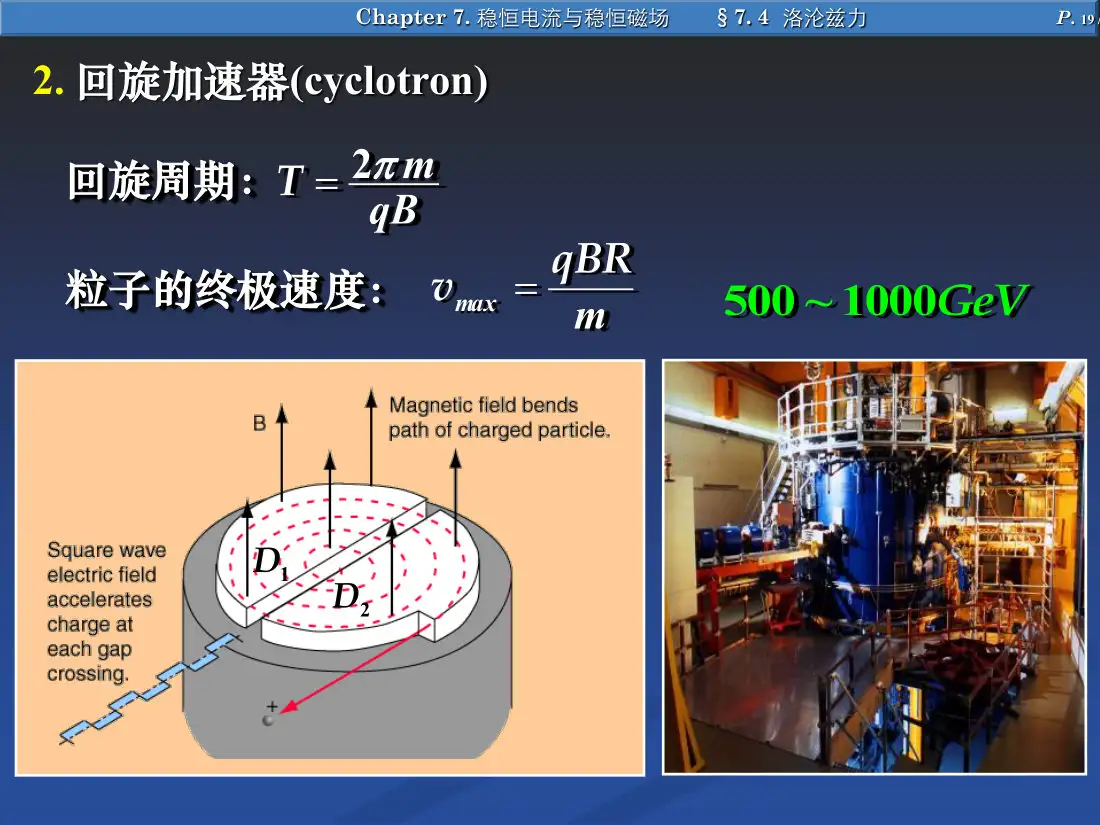 Chapter 7. 稳恒电流与稳恒磁场 § 7. 4 洛沦兹力 P. 19/
2. 回旋加速器(cyclotron)
回旋周期: T = 2πm / qB
粒子的终极速度: vmax = qBR / m
500 ~ 1000GeV
B
Magnetic field bends
path of charged particle.
Square wave
electric field
accelerates
charge at
each gap
crossing.
D1
D2
+